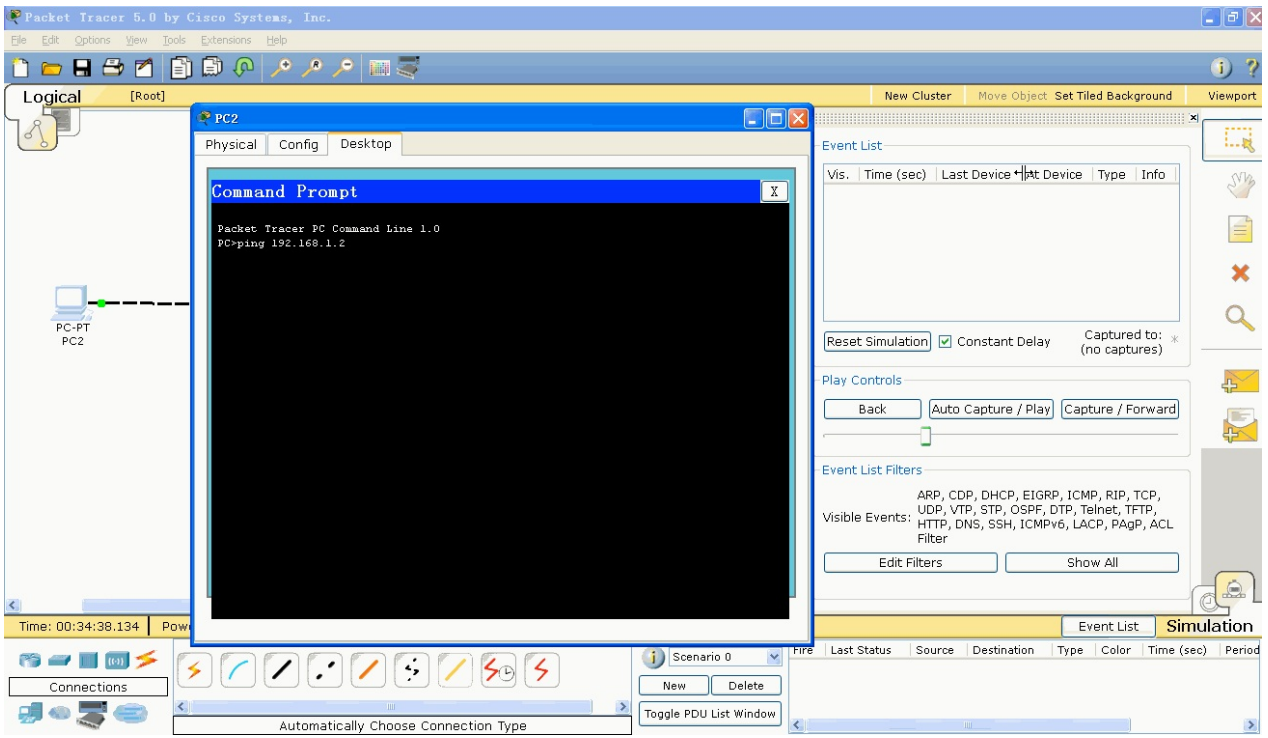 Packet Tracer 5.0 by Cisco Systems, Inc.
File Edit Options View Tools Extensions Help
Logical [Root] New Cluster Move Object Set Tiled Background Viewport
PC2
Physical Config Desktop
Command Prompt X
Packet Tracer PC Command Line 1.0
PC>ping 192.168.1.2
PC-PT
PC2
Event List
Vis. Time (sec) Last Device At Device Type Info
Reset Simulation Constant Delay Captured to: *
(no captures)
Play Controls
Back Auto Capture / Play Capture / Forward
Event List Filters
Visible Events: ARP, CDP, DHCP, EIGRP, ICMP, RIP, TCP,
UDP, VTP, STP, OSPF, DTP, Telnet, TFTP,
HTTP, DNS, SSH, ICMPv6, LACP, PAgP, ACL
Filter
Edit Filters Show All
Time: 00:34:38.134 Pow
Event List Simulation
Connections
Automatically Choose Connection Type
Scenario 0
New Delete
Toggle PDU List Window
Fire Last Status Source Destination Type Color Time (sec) Period